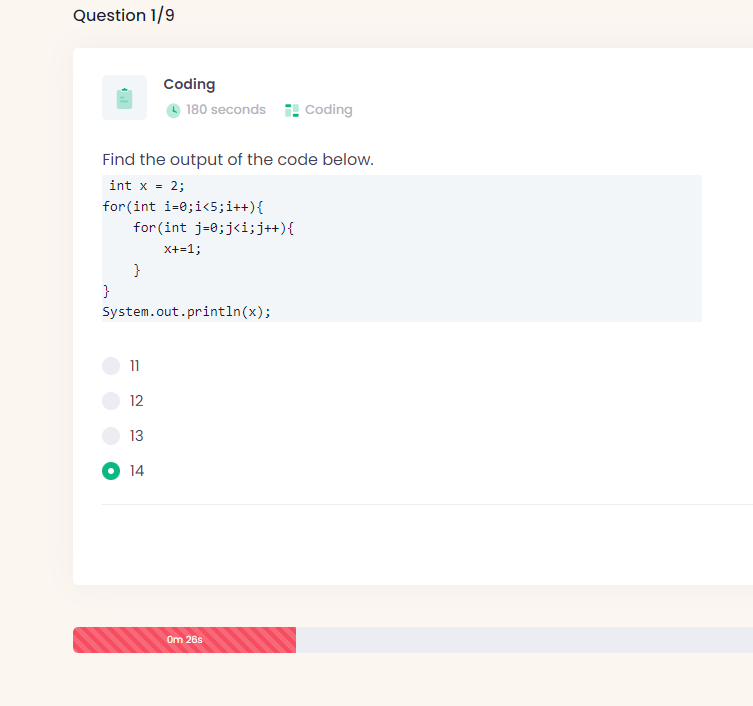 Question 1/9
Coding
180 seconds Coding
Find the output of the code below.
int x = 2;
for(int i=0;i<5;i++){
    for(int j=0;j<i;j++){
        x+=1;
    }
}
System.out.println(x);
11
12
13
14
0m 26s